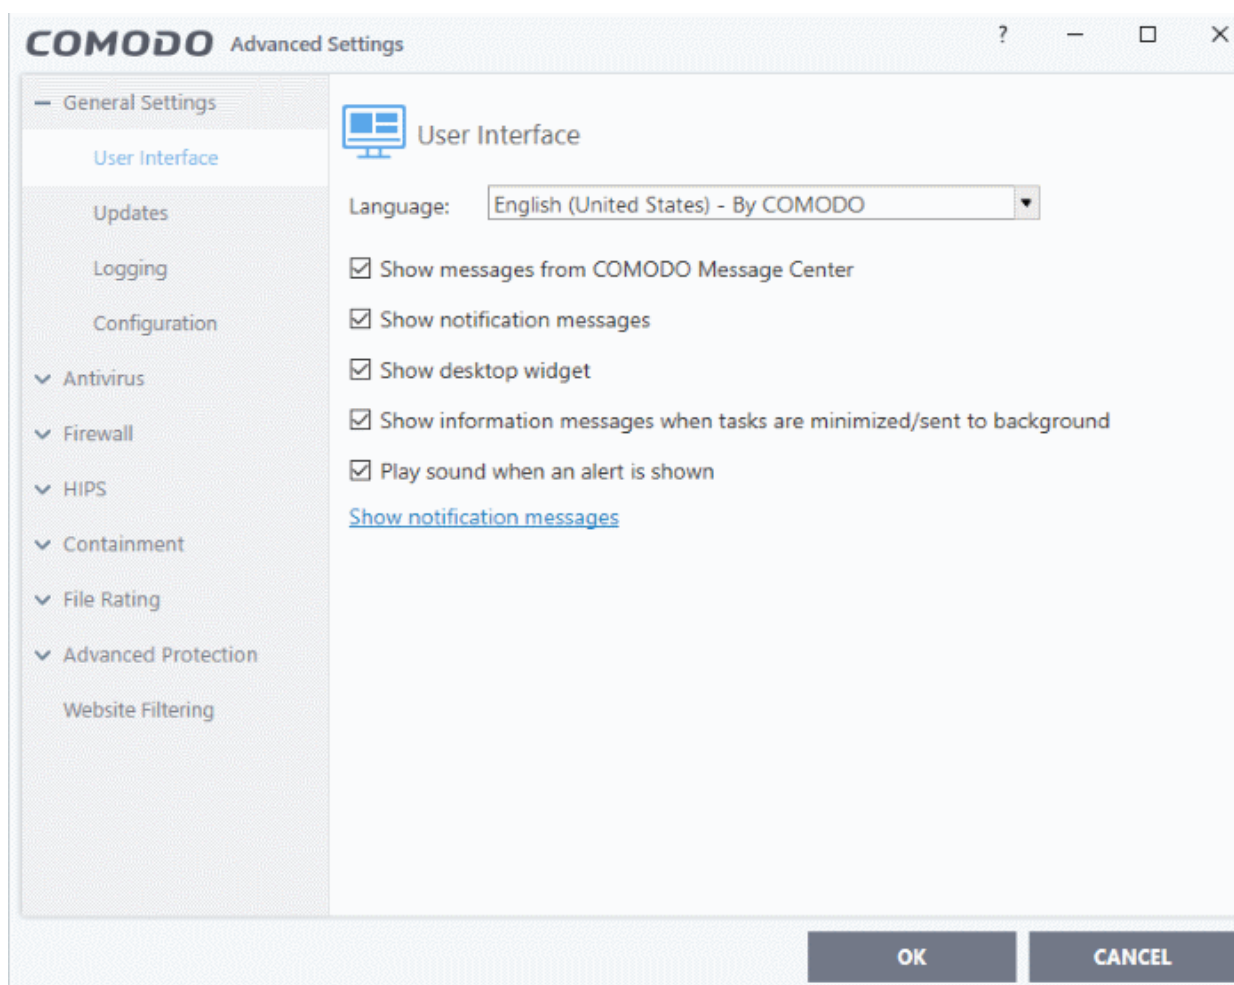 COMODO Advanced Settings ?
General Settings
User Interface
Updates
Logging
Configuration
Antivirus
Firewall
HIPS
Containment
File Rating
Advanced Protection
Website Filtering
User Interface
Language: English (United States) - By COMODO
Show messages from COMODO Message Center
Show notification messages
Show desktop widget
Show information messages when tasks are minimized/sent to background
Play sound when an alert is shown
Show notification messages
OK CANCEL